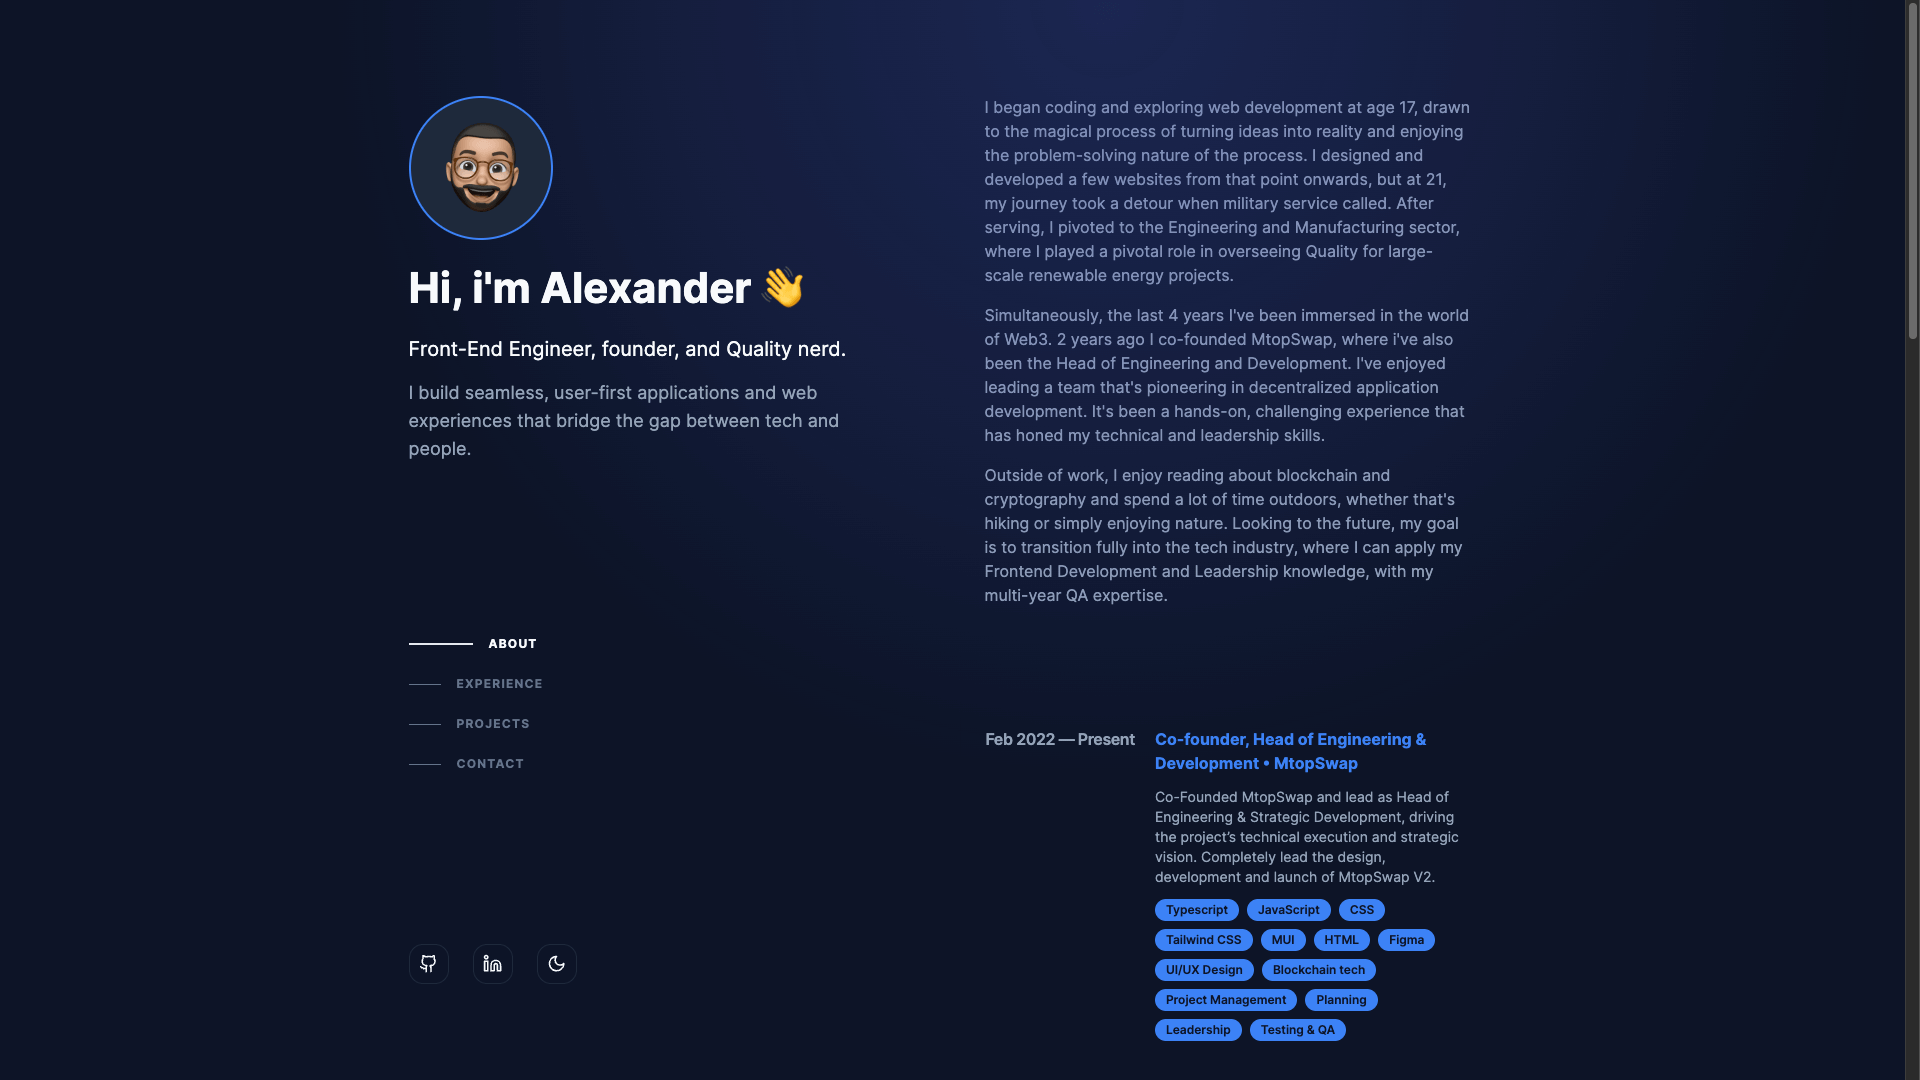 Hi, i'm Alexander 👋
Front-End Engineer, founder, and Quality nerd.
I build seamless, user-first applications and web
experiences that bridge the gap between tech and
people.
ABOUT
EXPERIENCE
PROJECTS
CONTACT
I began coding and exploring web development at age 17, drawn
to the magical process of turning ideas into reality and enjoying
the problem-solving nature of the process. I designed and
developed a few websites from that point onwards, but at 21,
my journey took a detour when military service called. After
serving, I pivoted to the Engineering and Manufacturing sector,
where I played a pivotal role in overseeing Quality for large-
scale renewable energy projects.
Simultaneously, the last 4 years I've been immersed in the world
of Web3. 2 years ago I co-founded MtopSwap, where i've also
been the Head of Engineering and Development. I've enjoyed
leading a team that's pioneering in decentralized application
development. It's been a hands-on, challenging experience that
has honed my technical and leadership skills.
Outside of work, I enjoy reading about blockchain and
cryptography and spend a lot of time outdoors, whether that's
hiking or simply enjoying nature. Looking to the future, my goal
is to transition fully into the tech industry, where I can apply my
Frontend Development and Leadership knowledge, with my
multi-year QA expertise.
Feb 2022 — Present
Co-founder, Head of Engineering &
Development • MtopSwap
Co-Founded MtopSwap and lead as Head of
Engineering & Strategic Development, driving
the project’s technical execution and strategic
vision. Completely lead the design,
development and launch of MtopSwap V2.
Typescript JavaScript CSS
Tailwind CSS MUI HTML Figma
UI/UX Design Blockchain tech
Project Management Planning
Leadership Testing & QA